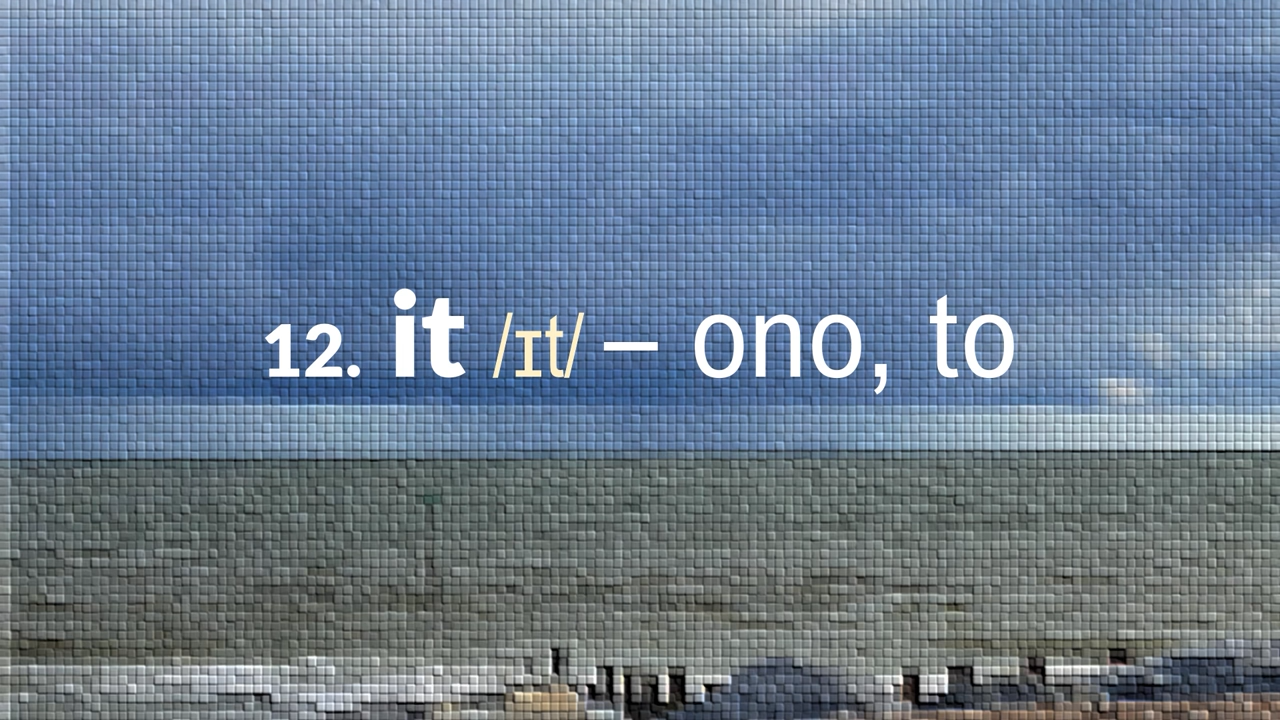 12. it /ɪt/ – ono, to